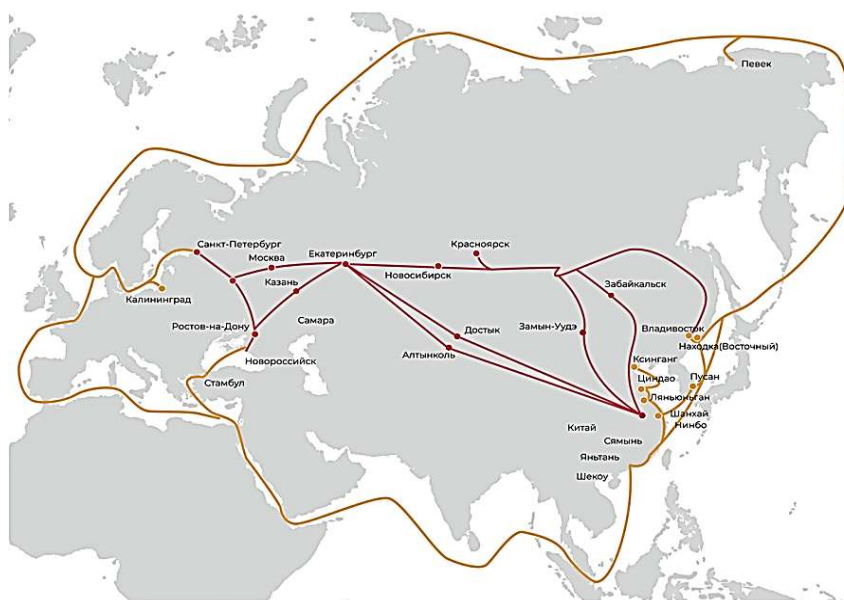 Певек
Санкт-Петербург
Москва
Екатеринбург
Красноярск
Новосибирск
Казань
Забайкальск
Калининград
Ростов-на-Дону
Самара
Достык
Замын-Уудэ
Владивосток
Находка(Восточный)
Новороссийск
Алтынколь
Ксинганг
Стамбул
Циндао
Пусан
Ляньюньган
Шанхай
Нинбо
Китай
Сямынь
Яньтань
Шекоу